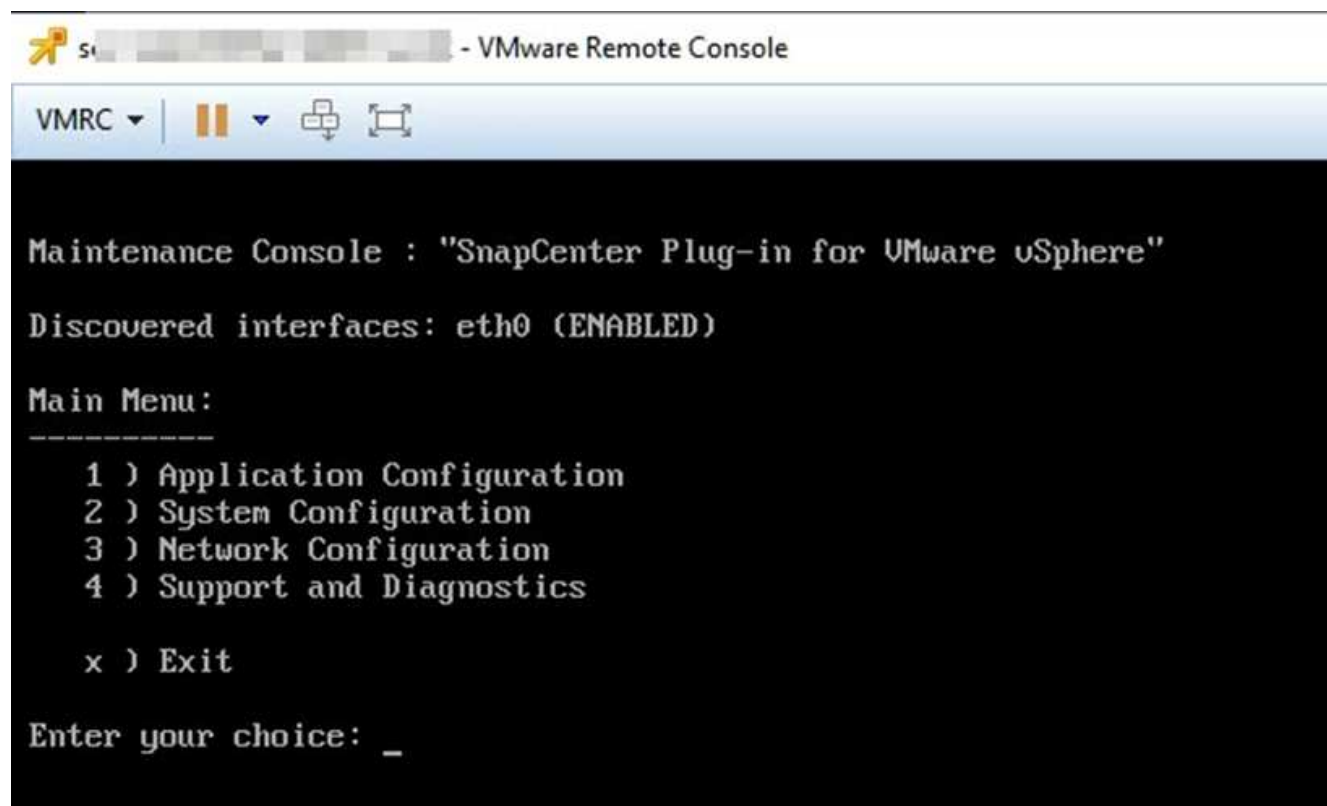 - VMware Remote Console
VMRC
Maintenance Console : "SnapCenter Plug-in for VMware vSphere"
Discovered interfaces: eth0 (ENABLED)
Main Menu:
----------
1 ) Application Configuration
2 ) System Configuration
3 ) Network Configuration
4 ) Support and Diagnostics
x ) Exit
Enter your choice: _